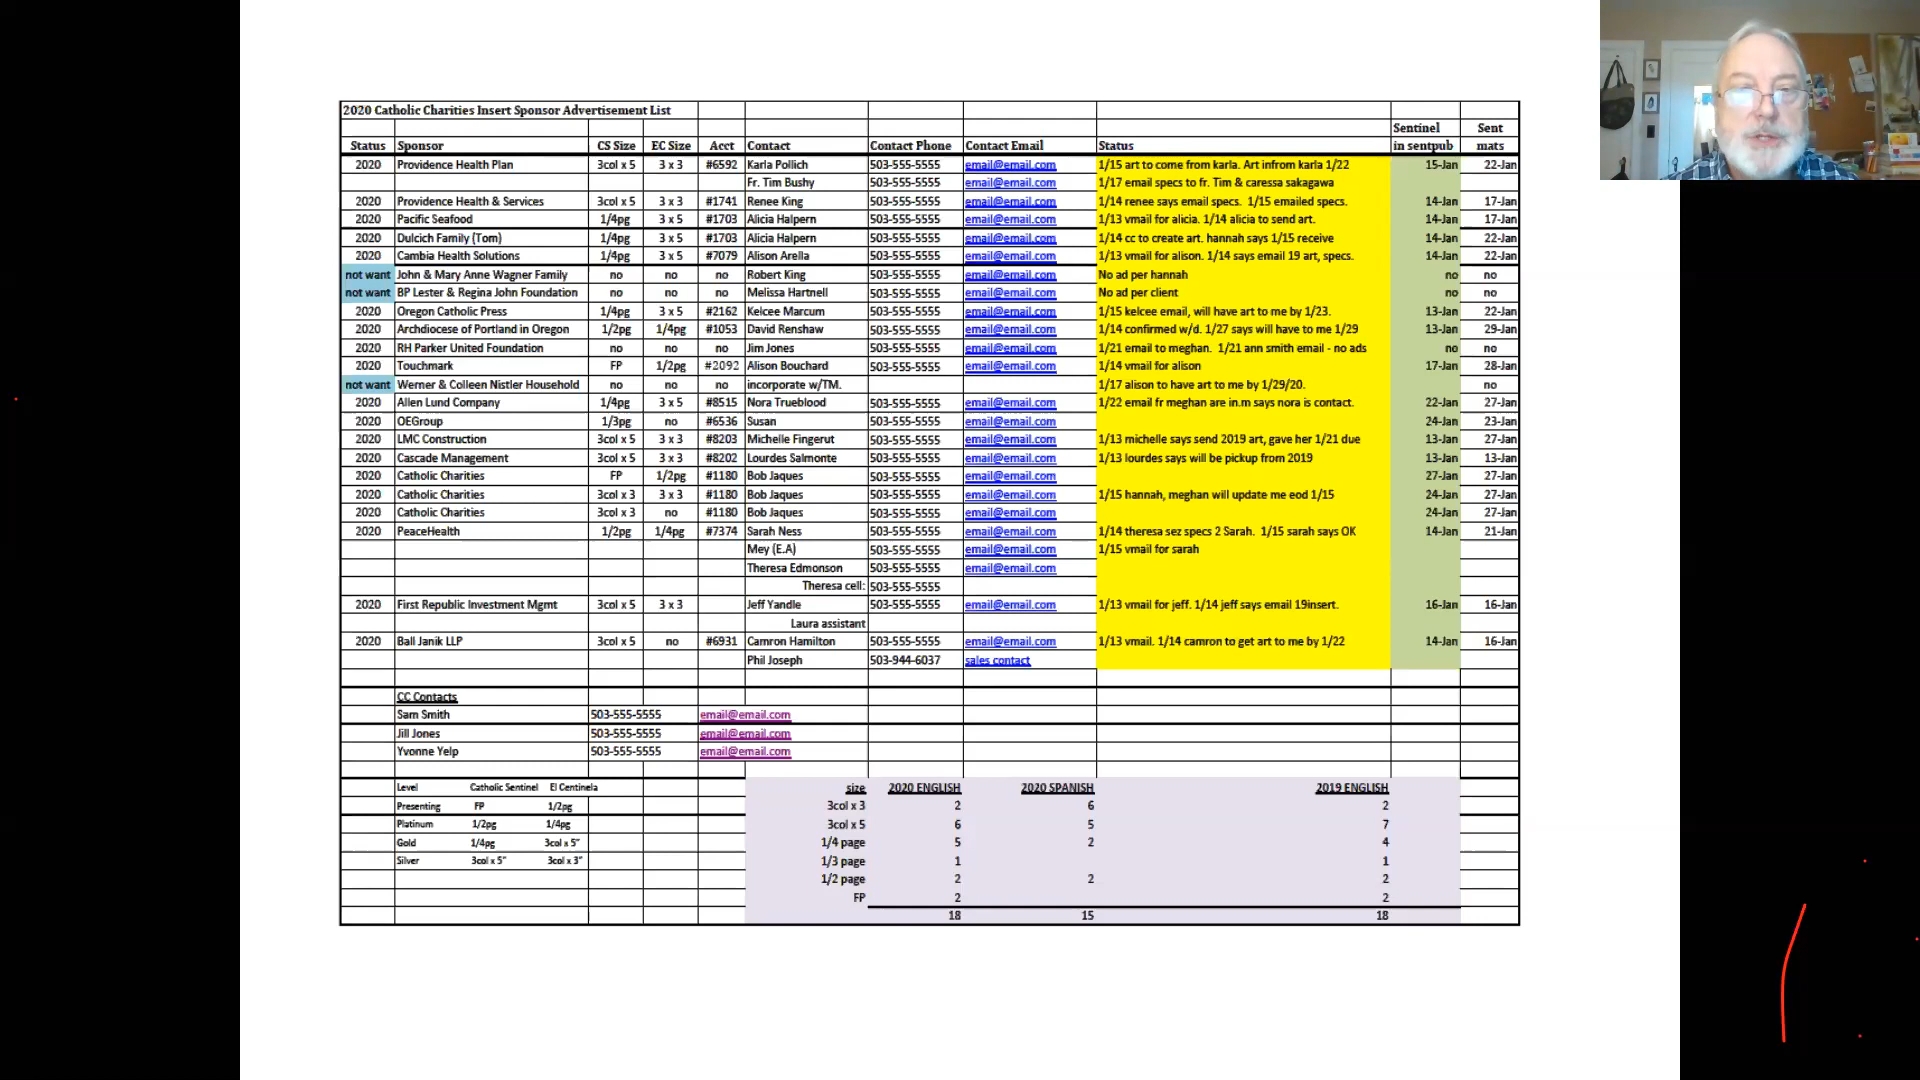 2020 Catholic Charities Insert Sponsor Advertisement List
Sentinel Sent
Status Sponsor CS Size EC Size Acct Contact Contact Phone Contact Email Status in sentpub mats
2020 Providence Health Plan 3col x 5 3 x 3 #6592 Karla Pollich 503-555-5555 email@email.com 1/15 art to come from karla. Art infrom karla 1/22 15-Jan 22-Jan
Fr. Tim Bushy 503-555-5555 email@email.com 1/17 email specs to fr. Tim & caressa sakagawa
2020 Providence Health & Services 3col x 5 3 x 3 #1741 Renee King 503-555-5555 email@email.com 1/14 renee says email specs. 1/15 emailed specs. 14-Jan 17-Jan
2020 Pacific Seafood 1/4pg 3 x 5 #1703 Alicia Halpern 503-555-5555 email@email.com 1/13 vmail for alicia. 1/14 alicia to send art. 14-Jan 17-Jan
2020 Dulcich Family (Tom) 1/4pg 3 x 5 #1703 Alicia Halpern 503-555-5555 email@email.com 1/14 cc to create art. hannah says 1/15 receive 14-Jan 22-Jan
2020 Cambia Health Solutions 1/4pg 3 x 5 #7079 Alison Arella 503-555-5555 email@email.com 1/13 vmail for alison. 1/14 says email 19 art, specs. 14-Jan 22-Jan
not want John & Mary Anne Wagner Family no no no Robert King 503-555-5555 email@email.com No ad per hannah no no
not want BP Lester & Regina John Foundation no no no Melissa Hartnell 503-555-5555 email@email.com No ad per client no no
2020 Oregon Catholic Press 1/4pg 3 x 5 #2162 Kelcee Marcum 503-555-5555 email@email.com 1/15 kelcee email, will have art to me by 1/23. 13-Jan 22-Jan
2020 Archdiocese of Portland in Oregon 1/2pg 1/4pg #1053 David Renshaw 503-555-5555 email@email.com 1/14 confirmed w/d. 1/27 says will have to me 1/29 13-Jan 29-Jan
2020 RH Parker United Foundation no no no Jim Jones 503-555-5555 email@email.com 1/21 email to meghan. 1/21 ann smith email - no ads no no
2020 Touchmark FP 1/2pg #2092 Alison Bouchard 503-555-5555 email@email.com 1/14 vmail for alison 17-Jan 28-Jan
not want Werner & Colleen Nistler Household no no no incorporate w/TM. 1/17 alison to have art to me by 1/29/20. no
2020 Allen Lund Company 1/4pg 3 x 5 #8515 Nora Trueblood 503-555-5555 email@email.com 1/22 email fr meghan are in.m says nora is contact. 22-Jan 27-Jan
2020 OEGroup 1/3pg no #6536 Susan 503-555-5555 email@email.com 24-Jan 23-Jan
2020 LMC Construction 3col x 5 3 x 3 #8203 Michelle Fingerut 503-555-5555 email@email.com 1/13 michelle says send 2019 art, gave her 1/21 due 13-Jan 27-Jan
2020 Cascade Management 3col x 5 3 x 3 #8202 Lourdes Salmonte 503-555-5555 email@email.com 1/13 lourdes says will be pickup from 2019 13-Jan 13-Jan
2020 Catholic Charities FP 1/2pg #1180 Bob Jaques 503-555-5555 email@email.com 27-Jan 27-Jan
2020 Catholic Charities 3col x 3 3 x 3 #1180 Bob Jaques 503-555-5555 email@email.com 1/15 hannah, meghan will update me eod 1/15 24-Jan 27-Jan
2020 Catholic Charities 3col x 3 no #1180 Bob Jaques 503-555-5555 email@email.com 24-Jan 27-Jan
2020 PeaceHealth 1/2pg 1/4pg #7374 Sarah Ness 503-555-5555 email@email.com 1/14 theresa sez specs 2 Sarah. 1/15 sarah says OK 14-Jan 21-Jan
Mey (E.A) 503-555-5555 email@email.com 1/15 vmail for sarah
Theresa Edmonson 503-555-5555 email@email.com
Theresa cell: 503-555-5555
2020 First Republic Investment Mgmt 3col x 5 3 x 3 Jeff Yandle 503-555-5555 email@email.com 1/13 vmail for jeff. 1/14 jeff says email 19insert. 16-Jan 16-Jan
Laura assistant
2020 Ball Janik LLP 3col x 5 no #6931 Camron Hamilton 503-555-5555 email@email.com 1/13 vmail. 1/14 camron to get art to me by 1/22 14-Jan 16-Jan
Phil Joseph 503-944-6037 sales contact
CC Contacts
Sam Smith 503-555-5555 email@email.com
Jill Jones 503-555-5555 email@email.com
Yvonne Yelp 503-555-5555 email@email.com
Level Catholic Sentinel El Centinela size 2020 ENGLISH 2020 SPANISH 2019 ENGLISH
Presenting FP 1/2pg 3col x 3 2 6 2
Platinum 1/2pg 1/4pg 3col x 5 6 5 7
Gold 1/4pg 3col x 5" 1/4 page 5 2 4
Silver 3col x 5" 3col x 3" 1/3 page 1 1
1/2 page 2 2 2
FP 2 2
18 15 18